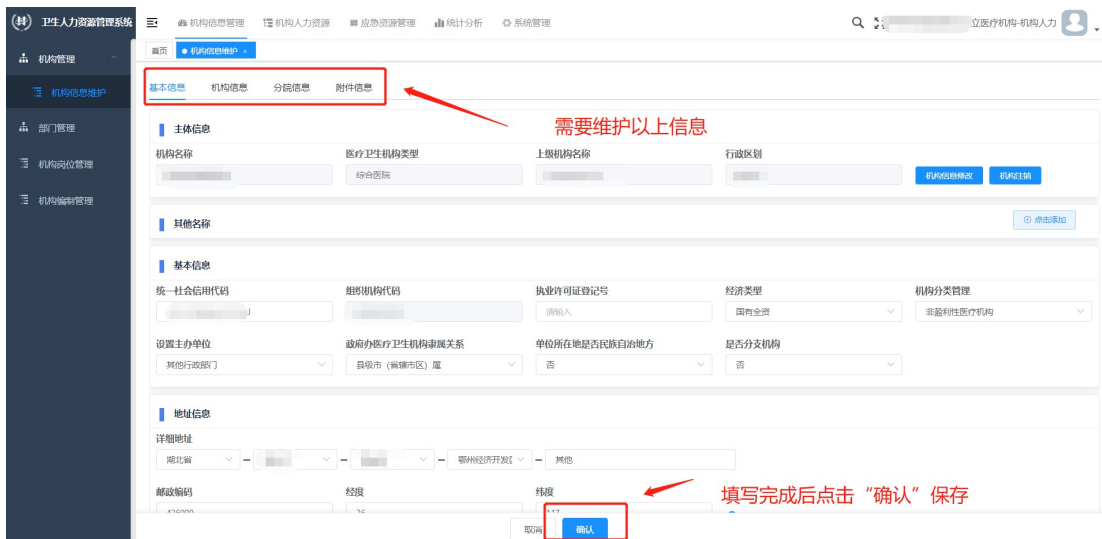 卫生人力资源管理系统 机构信息管理 机构人力资源 应急资源管理 统计分析 系统管理 立医疗机构-机构人力
首页 机构信息维护 ×
机构管理
机构信息维护
部门管理
机构岗位管理
机构编制管理
基本信息 机构信息 分院信息 附件信息
需要维护以上信息
主体信息
机构名称 医疗卫生机构类型 上级机构名称 行政区划
综合医院 机构信息修改 机构注销
其他名称 点击添加
基本信息
统一社会信用代码 组织机构代码 执业许可证登记号 经济类型 机构分类管理
请输入 国有全资 非盈利性医疗机构
设置主办单位 政府办医疗卫生机构隶属关系 单位所在地是否民族自治地方 是否分支机构
其他行政部门 县级市（省辖市区）属 否 否
地址信息
详细地址
湖北省 鄂州经济开发 其他
邮政编码 经度 纬度
填写完成后点击“确认”保存
取消 确认